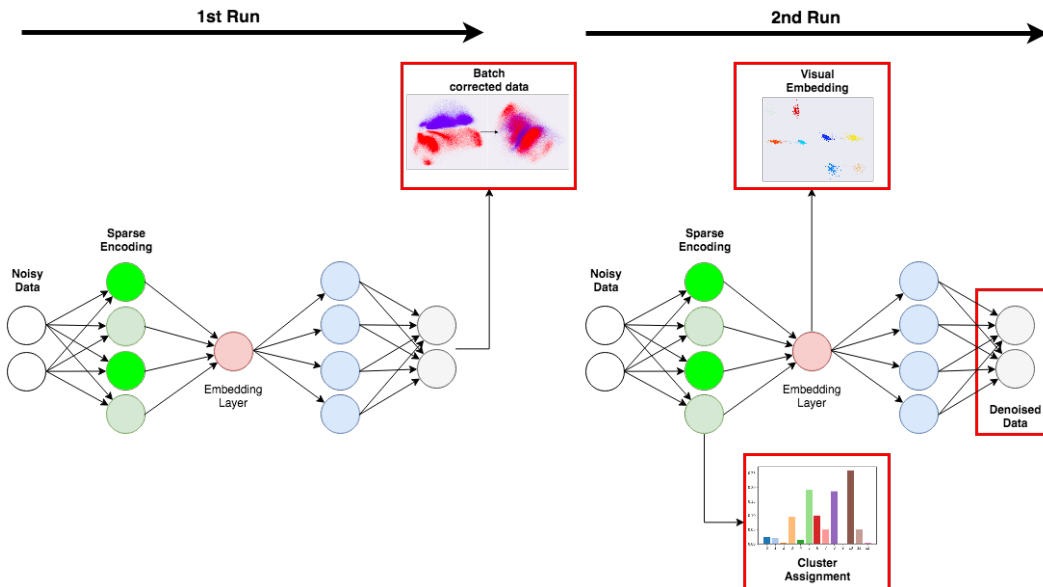 1st Run
2nd Run
Batch
corrected data
Visual
Embedding
Sparse
Encoding
Noisy
Data
Embedding
Layer
Sparse
Encoding
Noisy
Data
Embedding
Layer
Denoised
Data
Cluster
Assignment